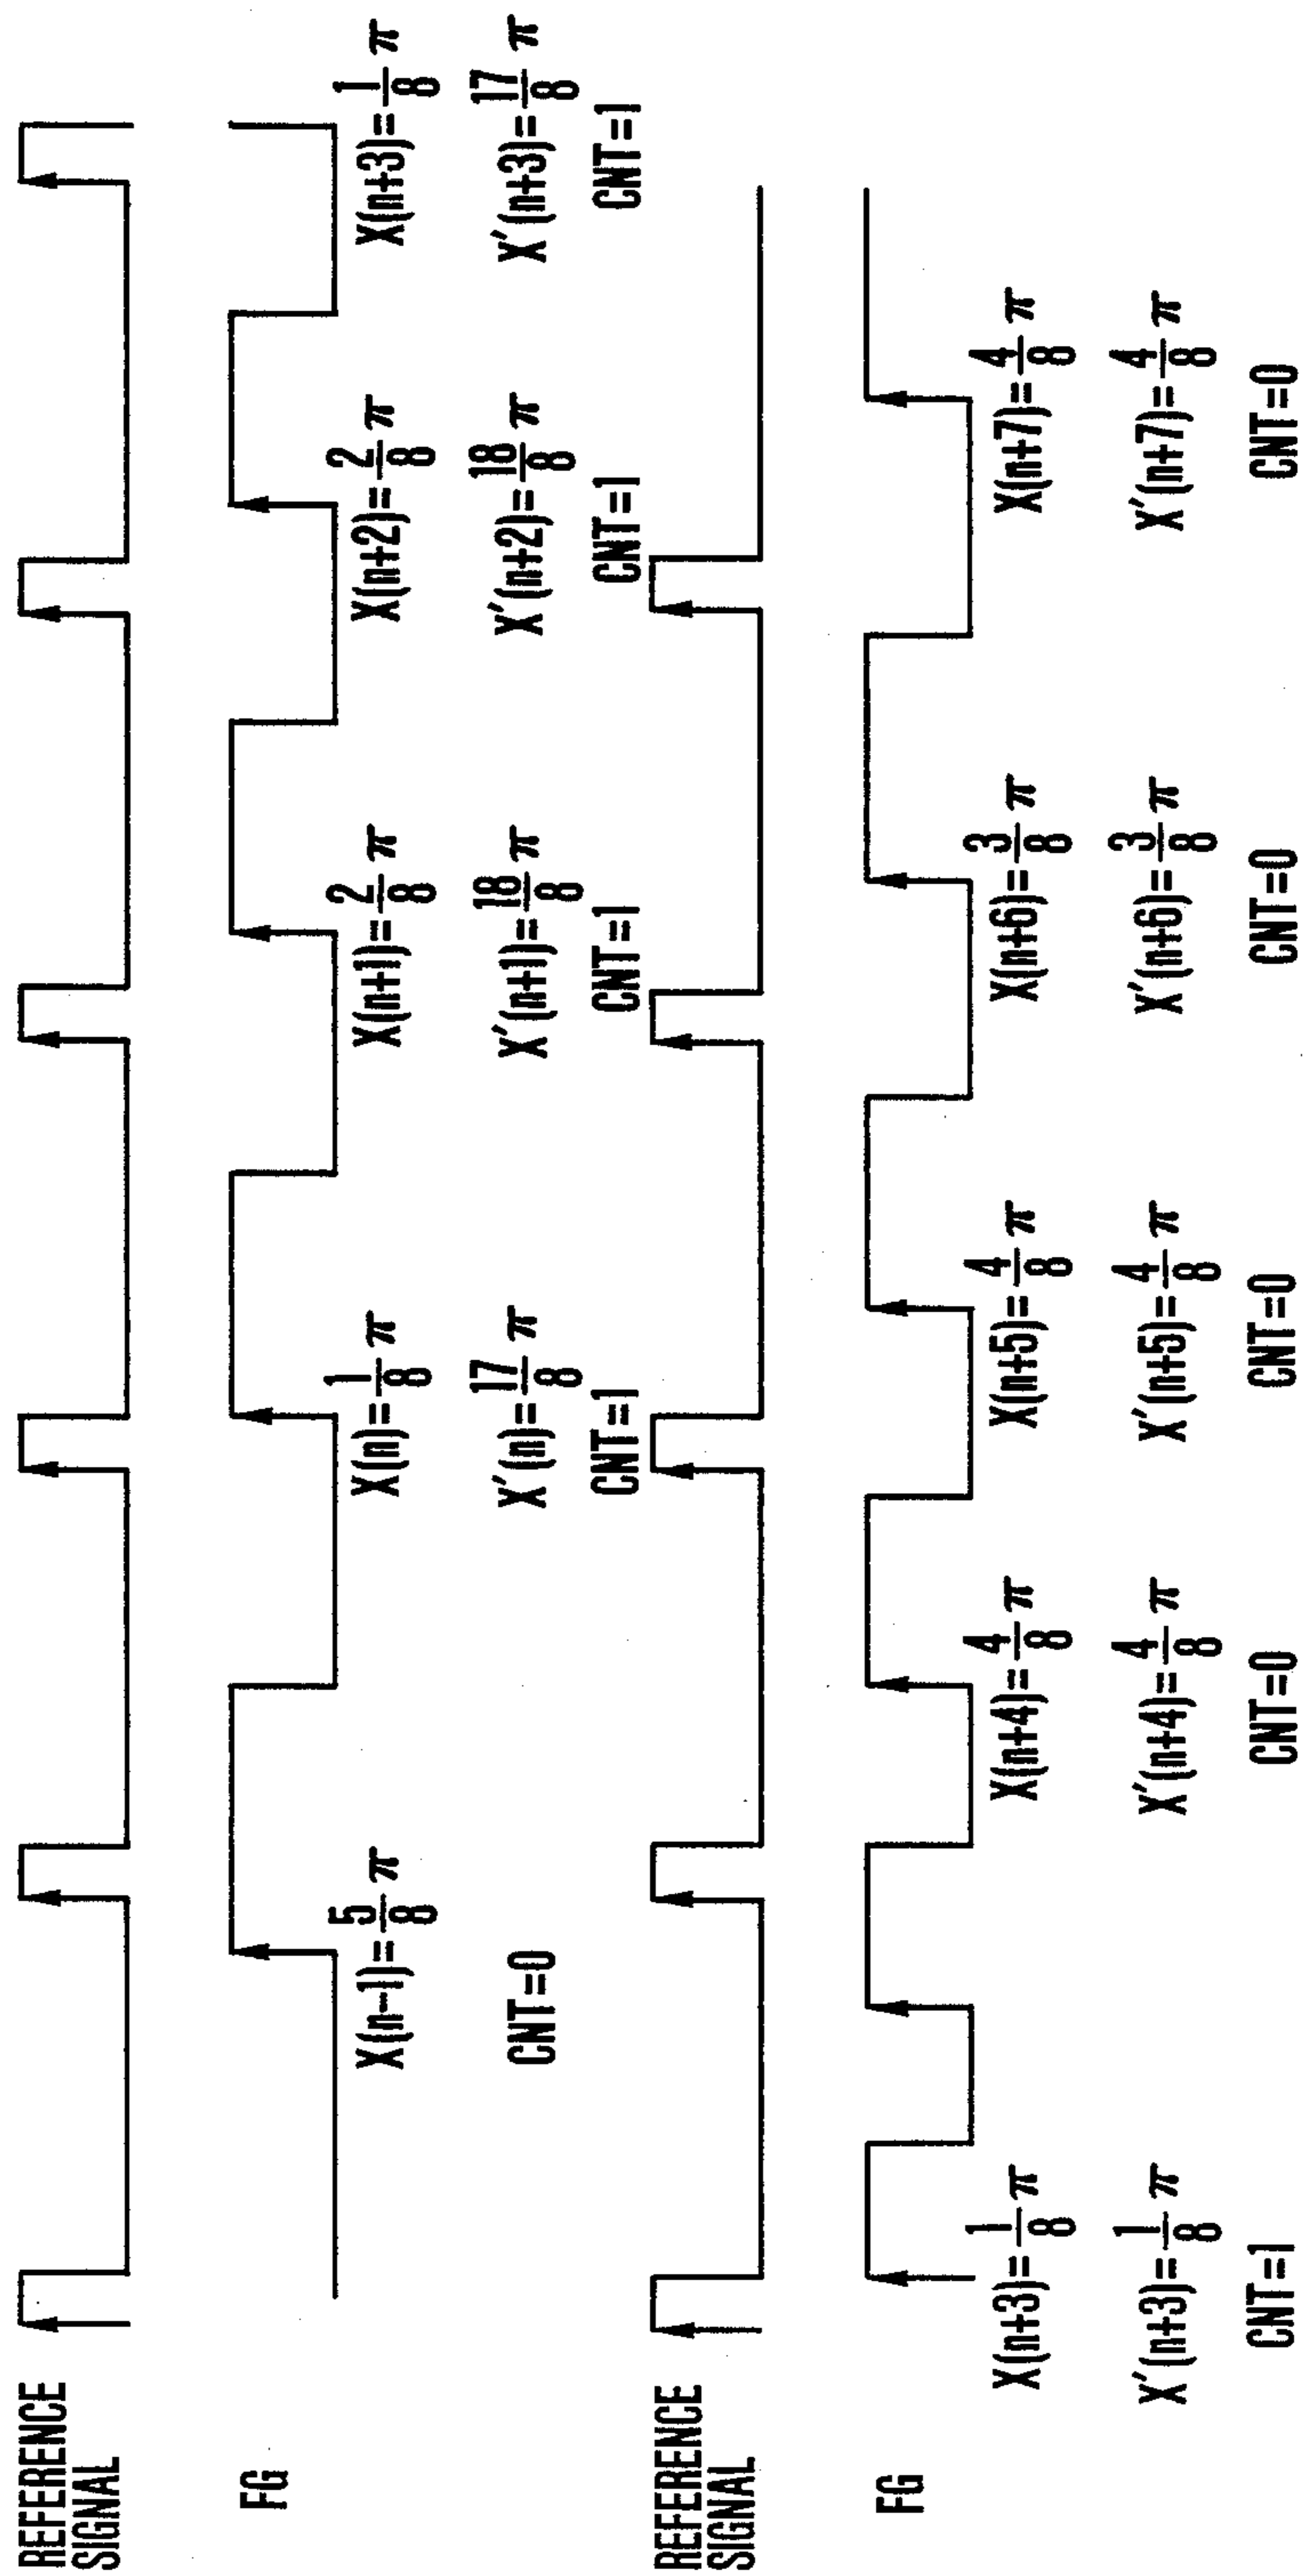 REFERENCE
SIGNAL
FG
X(n-1)=5/8 π
CNT=0
X(n)=1/8 π
X'(n)=17/8 π
CNT=1
X(n+1)=2/8 π
X'(n+1)=18/8 π
CNT=1
X(n+2)=2/8 π
X'(n+2)=18/8 π
CNT=1
X(n+3)=1/8 π
X'(n+3)=17/8 π
CNT=1
REFERENCE
SIGNAL
FG
X(n+3)=1/8 π
X'(n+3)=1/8 π
CNT=1
X(n+4)=4/8 π
X'(n+4)=4/8 π
CNT=0
X(n+5)=4/8 π
X'(n+5)=4/8 π
CNT=0
X(n+6)=3/8 π
X'(n+6)=3/8 π
CNT=0
X(n+7)=4/8 π
X'(n+7)=4/8 π
CNT=0